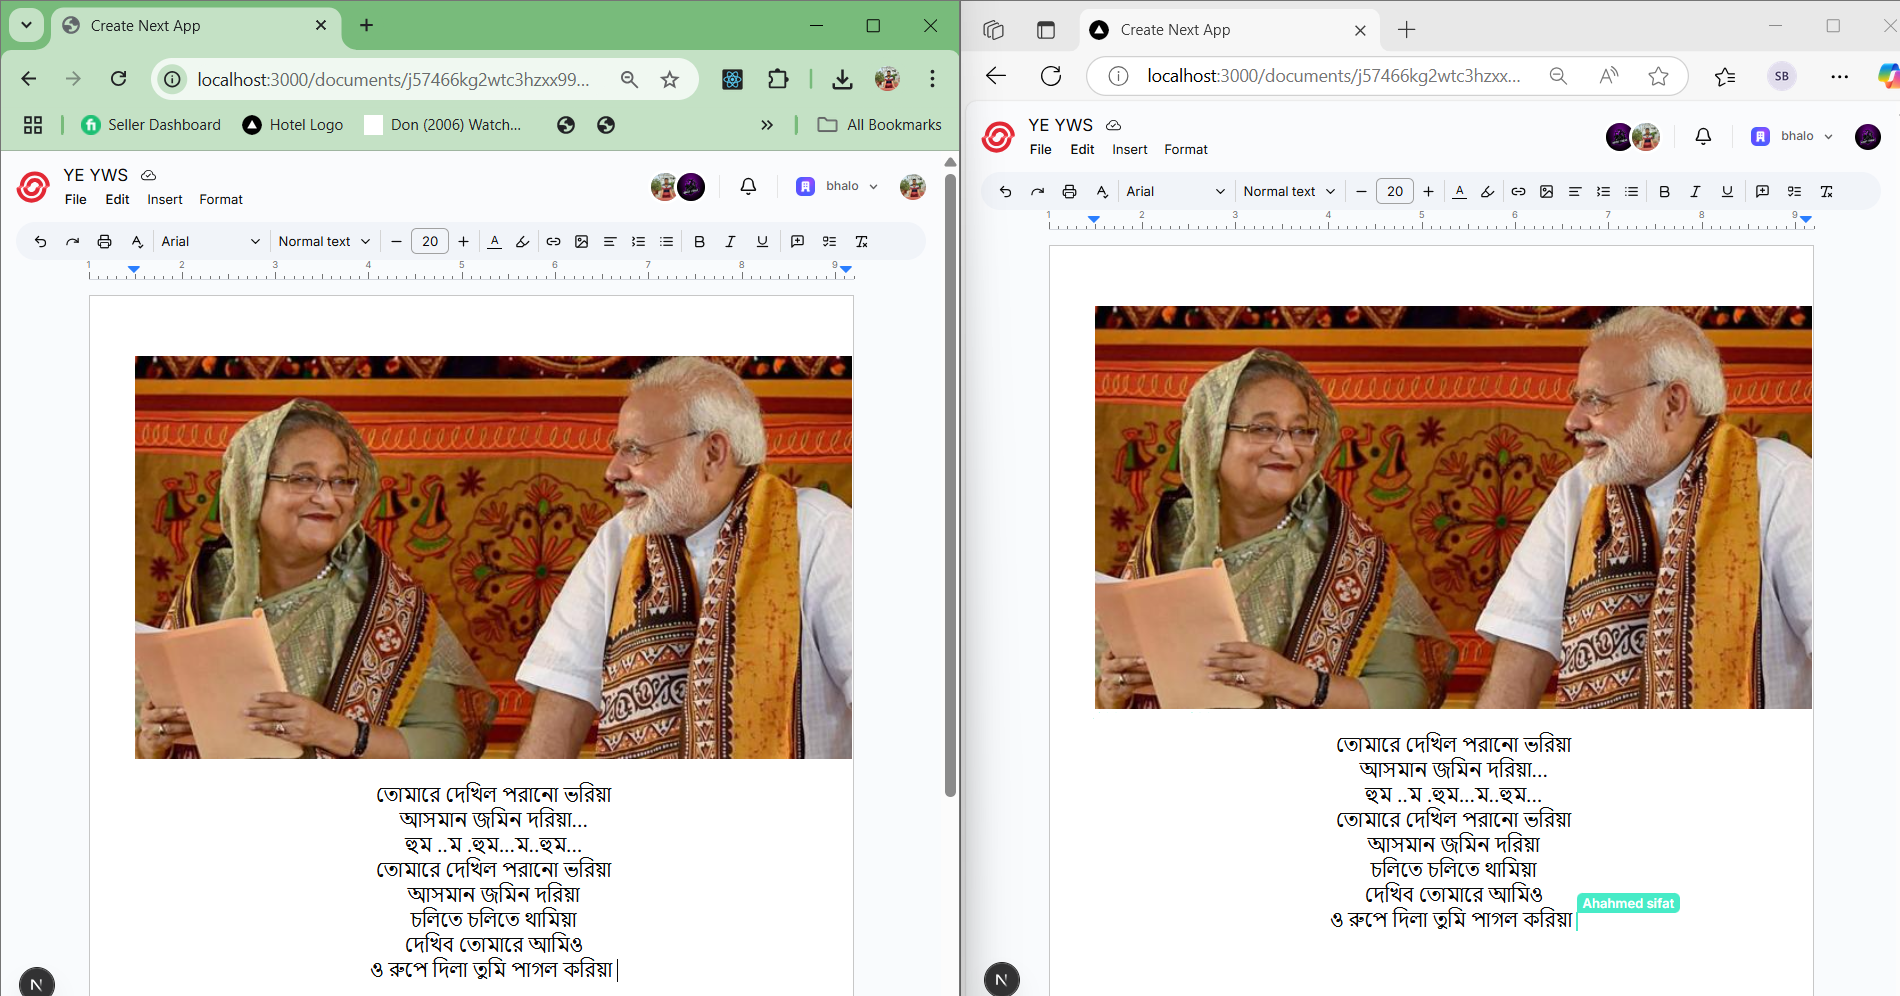 Create Next App
localhost:3000/documents/j57466kg2wtc3hzxx99...
Seller Dashboard
Hotel Logo
Don (2006) Watch...
All Bookmarks
YE YWS
File Edit Insert Format
bhalo
Arial
Normal text
20
1 2 3 4 5 6 7 8 9
তোমারে দেখিল পরানো ভরিয়া
আসমান জমিন দরিয়া...
হুম ..ম .হুম...ম..হুম...
তোমারে দেখিল পরানো ভরিয়া
আসমান জমিন দরিয়া
চলিতে চলিতে থামিয়া
দেখিব তোমারে আমিও
ও রুপে দিলা তুমি পাগল করিয়া
N
Create Next App
localhost:3000/documents/j57466kg2wtc3hzxx...
SB
YE YWS
File Edit Insert Format
bhalo
Arial
Normal text
20
1 2 3 4 5 6 7 8 9
তোমারে দেখিল পরানো ভরিয়া
আসমান জমিন দরিয়া...
হুম ..ম .হুম...ম..হুম...
তোমারে দেখিল পরানো ভরিয়া
আসমান জমিন দরিয়া
চলিতে চলিতে থামিয়া
দেখিব তোমারে আমিও
Ahahmed sifat
ও রুপে দিলা তুমি পাগল করিয়া
N